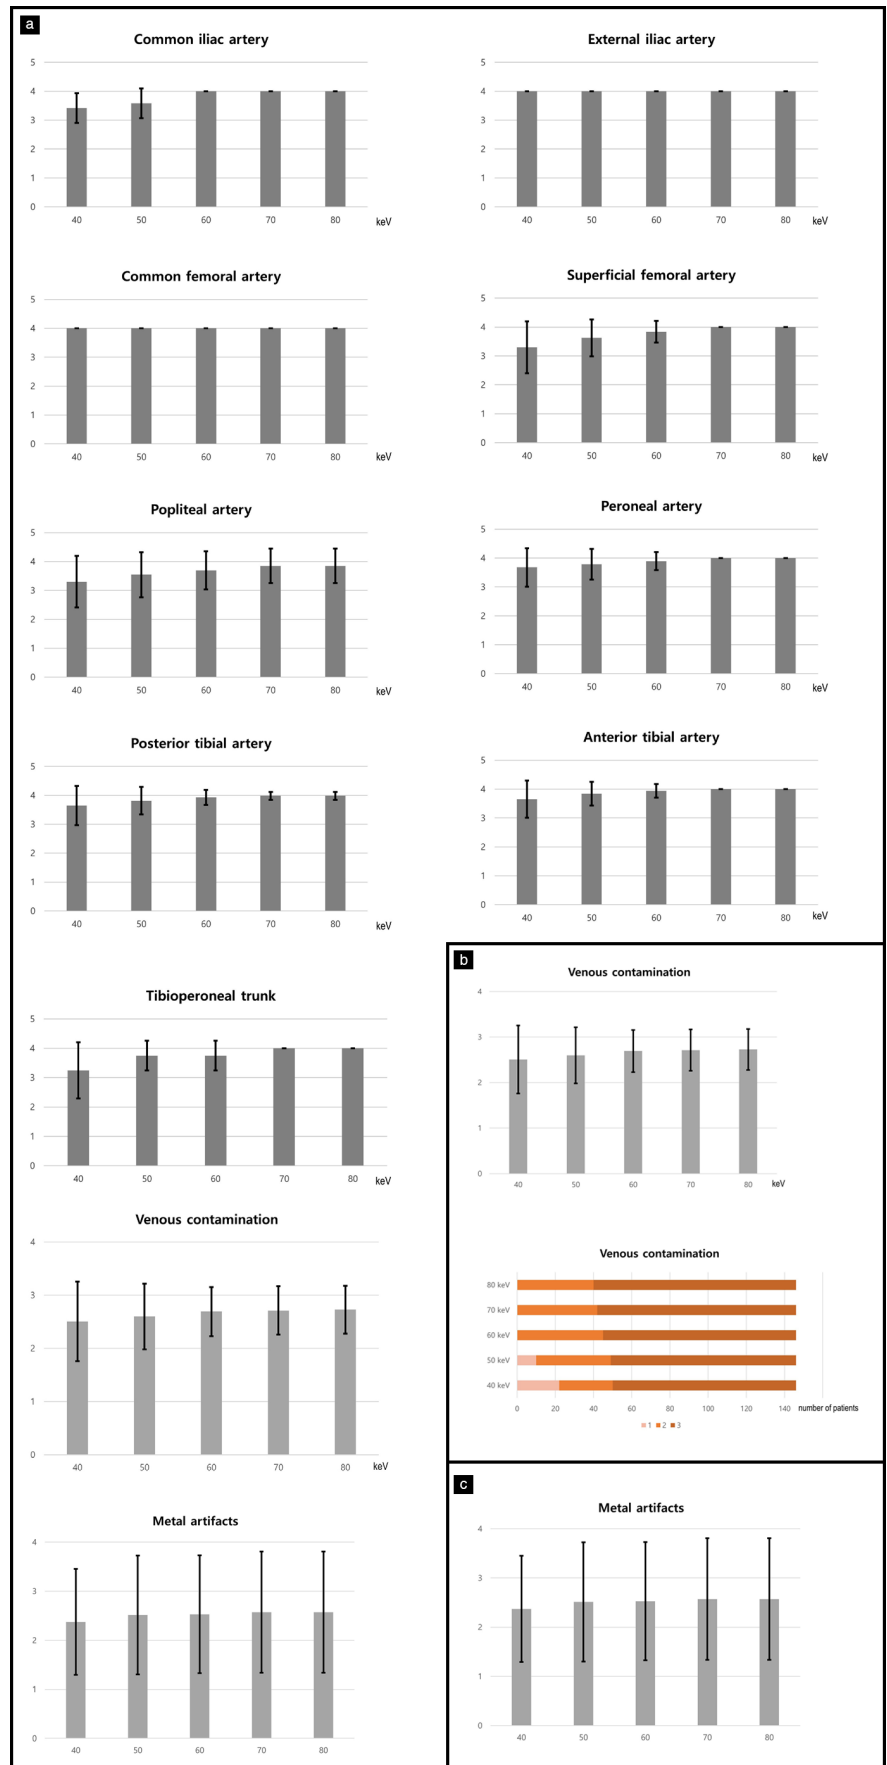 a
Common iliac artery
5
4
3
2
1
0
40 50 60 70 80 keV
External iliac artery
5
4
3
2
1
0
40 50 60 70 80 keV
Common femoral artery
5
4
3
2
1
0
40 50 60 70 80 keV
Superficial femoral artery
5
4
3
2
1
0
40 50 60 70 80 keV
Popliteal artery
5
4
3
2
1
0
40 50 60 70 80 keV
Peroneal artery
5
4
3
2
1
0
40 50 60 70 80 keV
Posterior tibial artery
5
4
3
2
1
0
40 50 60 70 80 keV
Anterior tibial artery
5
4
3
2
1
0
40 50 60 70 80 keV
Tibioperoneal trunk
5
4
3
2
1
0
40 50 60 70 80 keV
Venous contamination
4
3
2
1
0
40 50 60 70 80 keV
Metal artifacts
4
3
2
1
0
40 50 60 70 80
b
Venous contamination
4
3
2
1
0
40 50 60 70 80 keV
Venous contamination
80 keV
70 keV
60 keV
50 keV
40 keV
0 20 40 60 80 100 120 140 number of patients
1 2 3
c
Metal artifacts
4
3
2
1
0
40 50 60 70 80